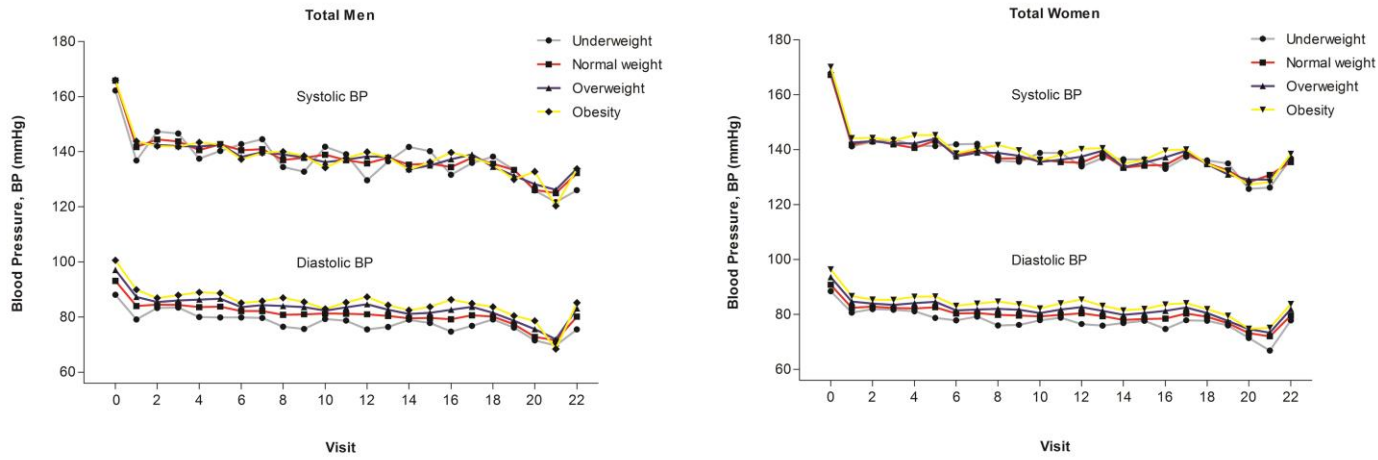 Total Men
180
160
140
120
100
80
60
Blood Pressure, BP (mmHg)
Systolic BP
Diastolic BP
Underweight
Normal weight
Overweight
Obesity
0 2 4 6 8 10 12 14 16 18 20 22
Visit
Total Women
180
160
140
120
100
80
60
Blood Pressure, BP (mmHg)
Systolic BP
Diastolic BP
Underweight
Normal weight
Overweight
Obesity
0 2 4 6 8 10 12 14 16 18 20 22
Visit